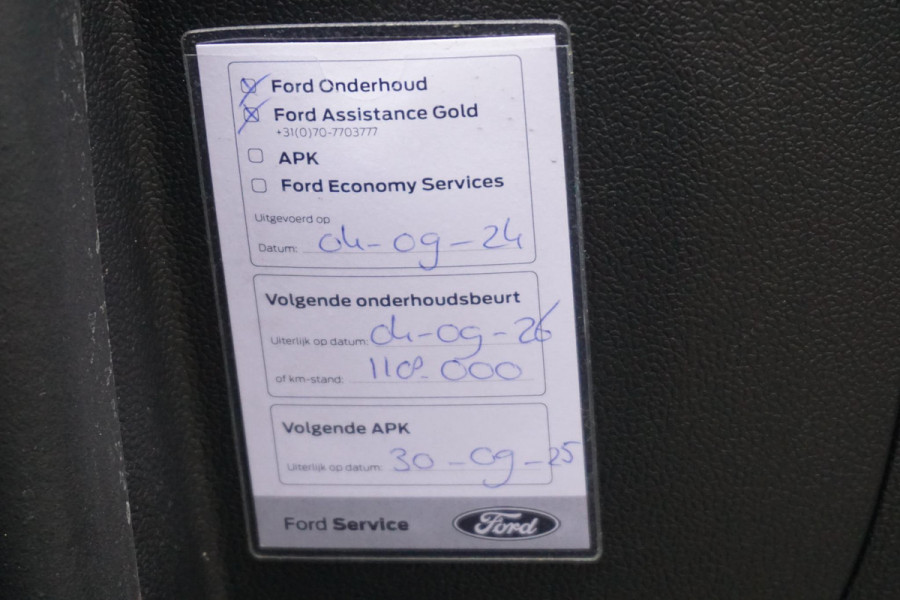 Ford Onderhoud
Ford Assistance Gold
+31(0)70-7703777
APK
Ford Economy Services
Uitgevoerd op
Datum: 04-09-24
Volgende onderhoudsbeurt
Uiterlijk op datum: 04-09-26
of km-stand: 118.000
Volgende APK
Uiterlijk op datum: 30-09-25
Ford Service Ford